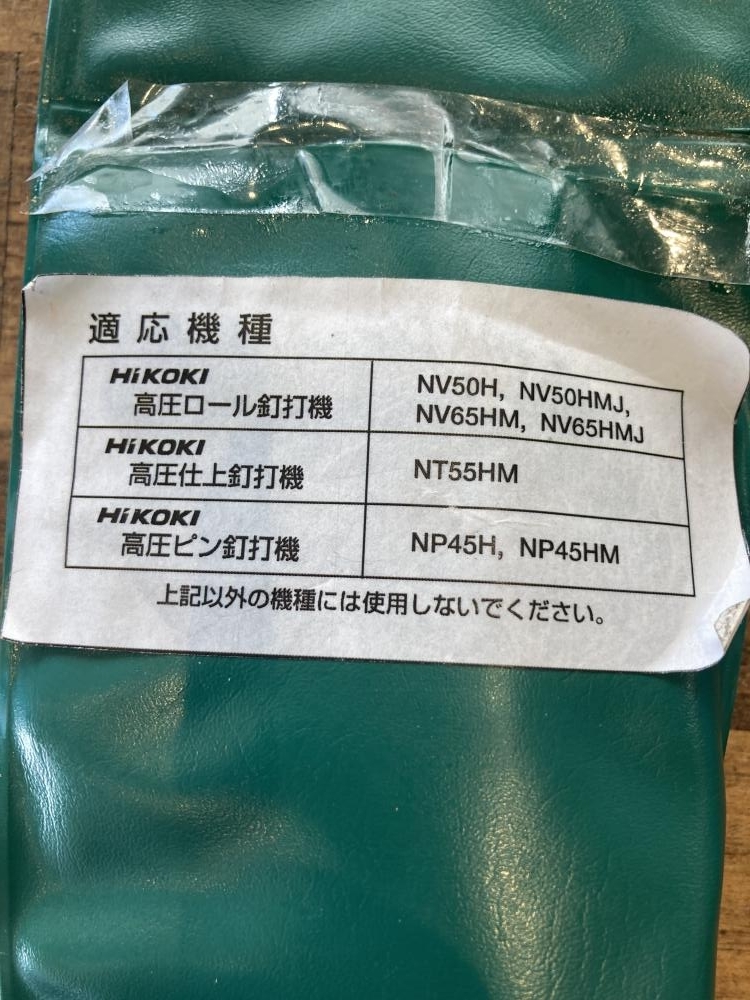 適応機種
HiKOKI
高圧ロール釘打機
NV50H, NV50HMJ,
NV65HM, NV65HMJ
HiKOKI
高圧仕上釘打機
NT55HM
HiKOKI
高圧ピン釘打機
NP45H, NP45HM
上記以外の機種には使用しないでください。